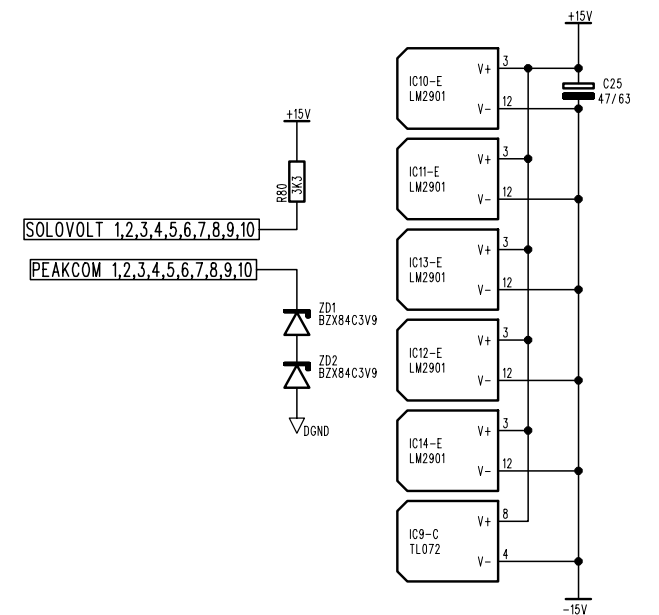 +15V
C25
47/63
3
V+
IC10-E
LM2901
12
V-
+15V
R80
3K3
SOLOVOLT 1,2,3,4,5,6,7,8,9,10
PEAKCOM 1,2,3,4,5,6,7,8,9,10
ZD1
BZX84C3V9
ZD2
BZX84C3V9
DGND
3
V+
IC11-E
LM2901
12
V-
3
V+
IC13-E
LM2901
12
V-
3
V+
IC12-E
LM2901
12
V-
3
V+
IC14-E
LM2901
12
V-
8
V+
IC9-C
TL072
4
V-
-15V